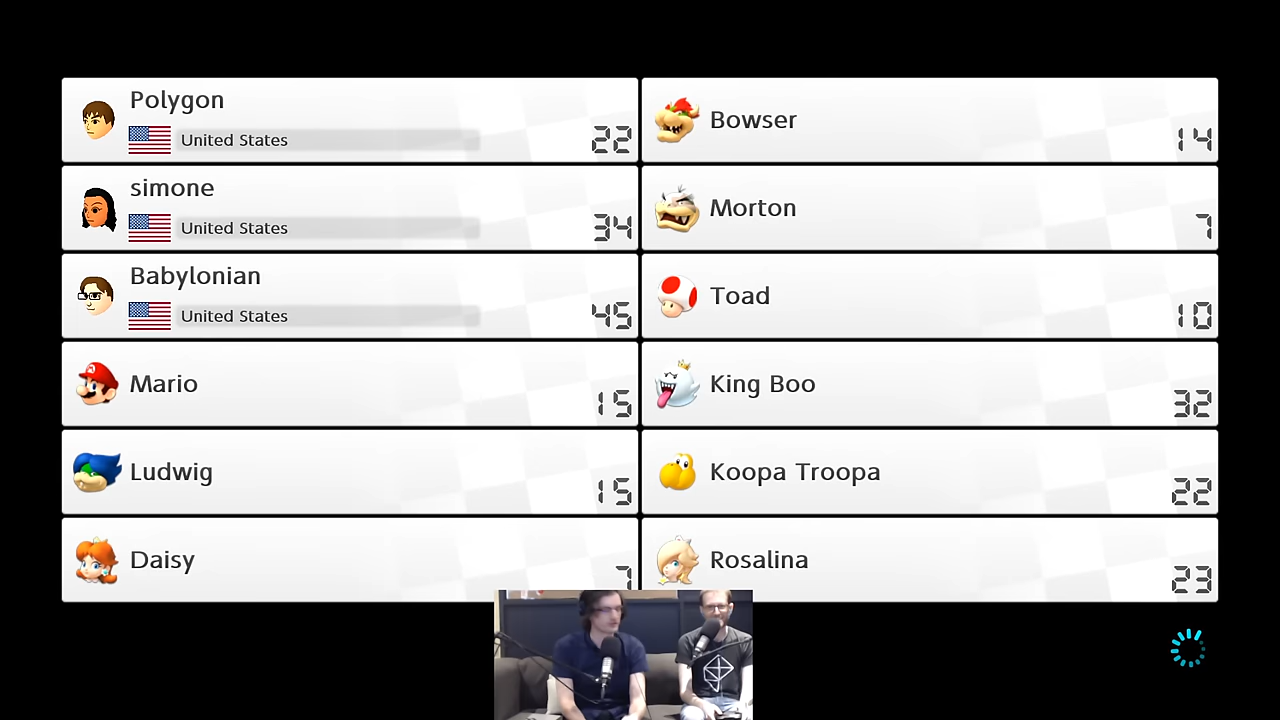 Polygon
United States
22
simone
United States
34
Babylonian
United States
45
Mario
15
Ludwig
15
Daisy
7
Bowser
14
Morton
7
Toad
10
King Boo
32
Koopa Troopa
22
Rosalina
23